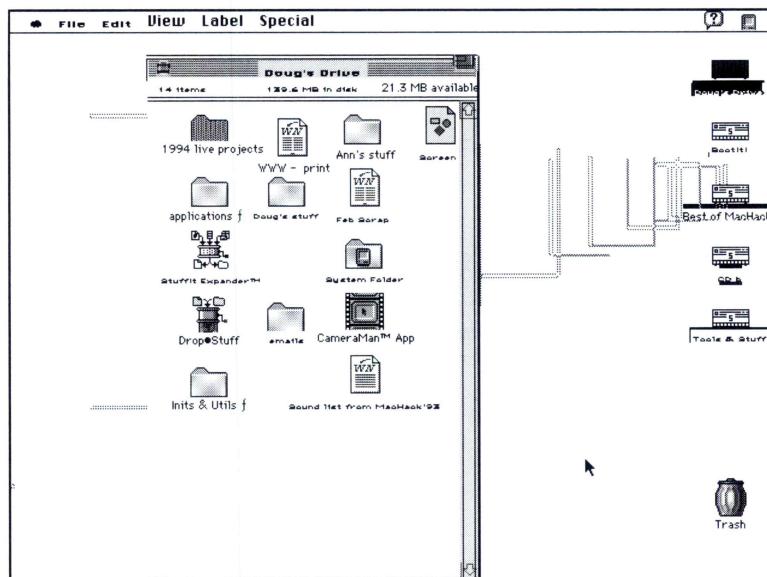 File Edit View Label Special
Doug's Drive
14 items 139.6 MB in disk 21.3 MB available
1994 live projects
WWW - print
Ann's stuff
Screen
applications ƒ
Doug's stuff
Feb Scrap
StuffIt Expander™
System Folder
Drop•Stuff
emails
CameraMan™ App
Inits & Utils ƒ
Sound list from MacHack'93
Doug's Drive
BootIt!
Best of MacHack
Tools & Stuff
Trash